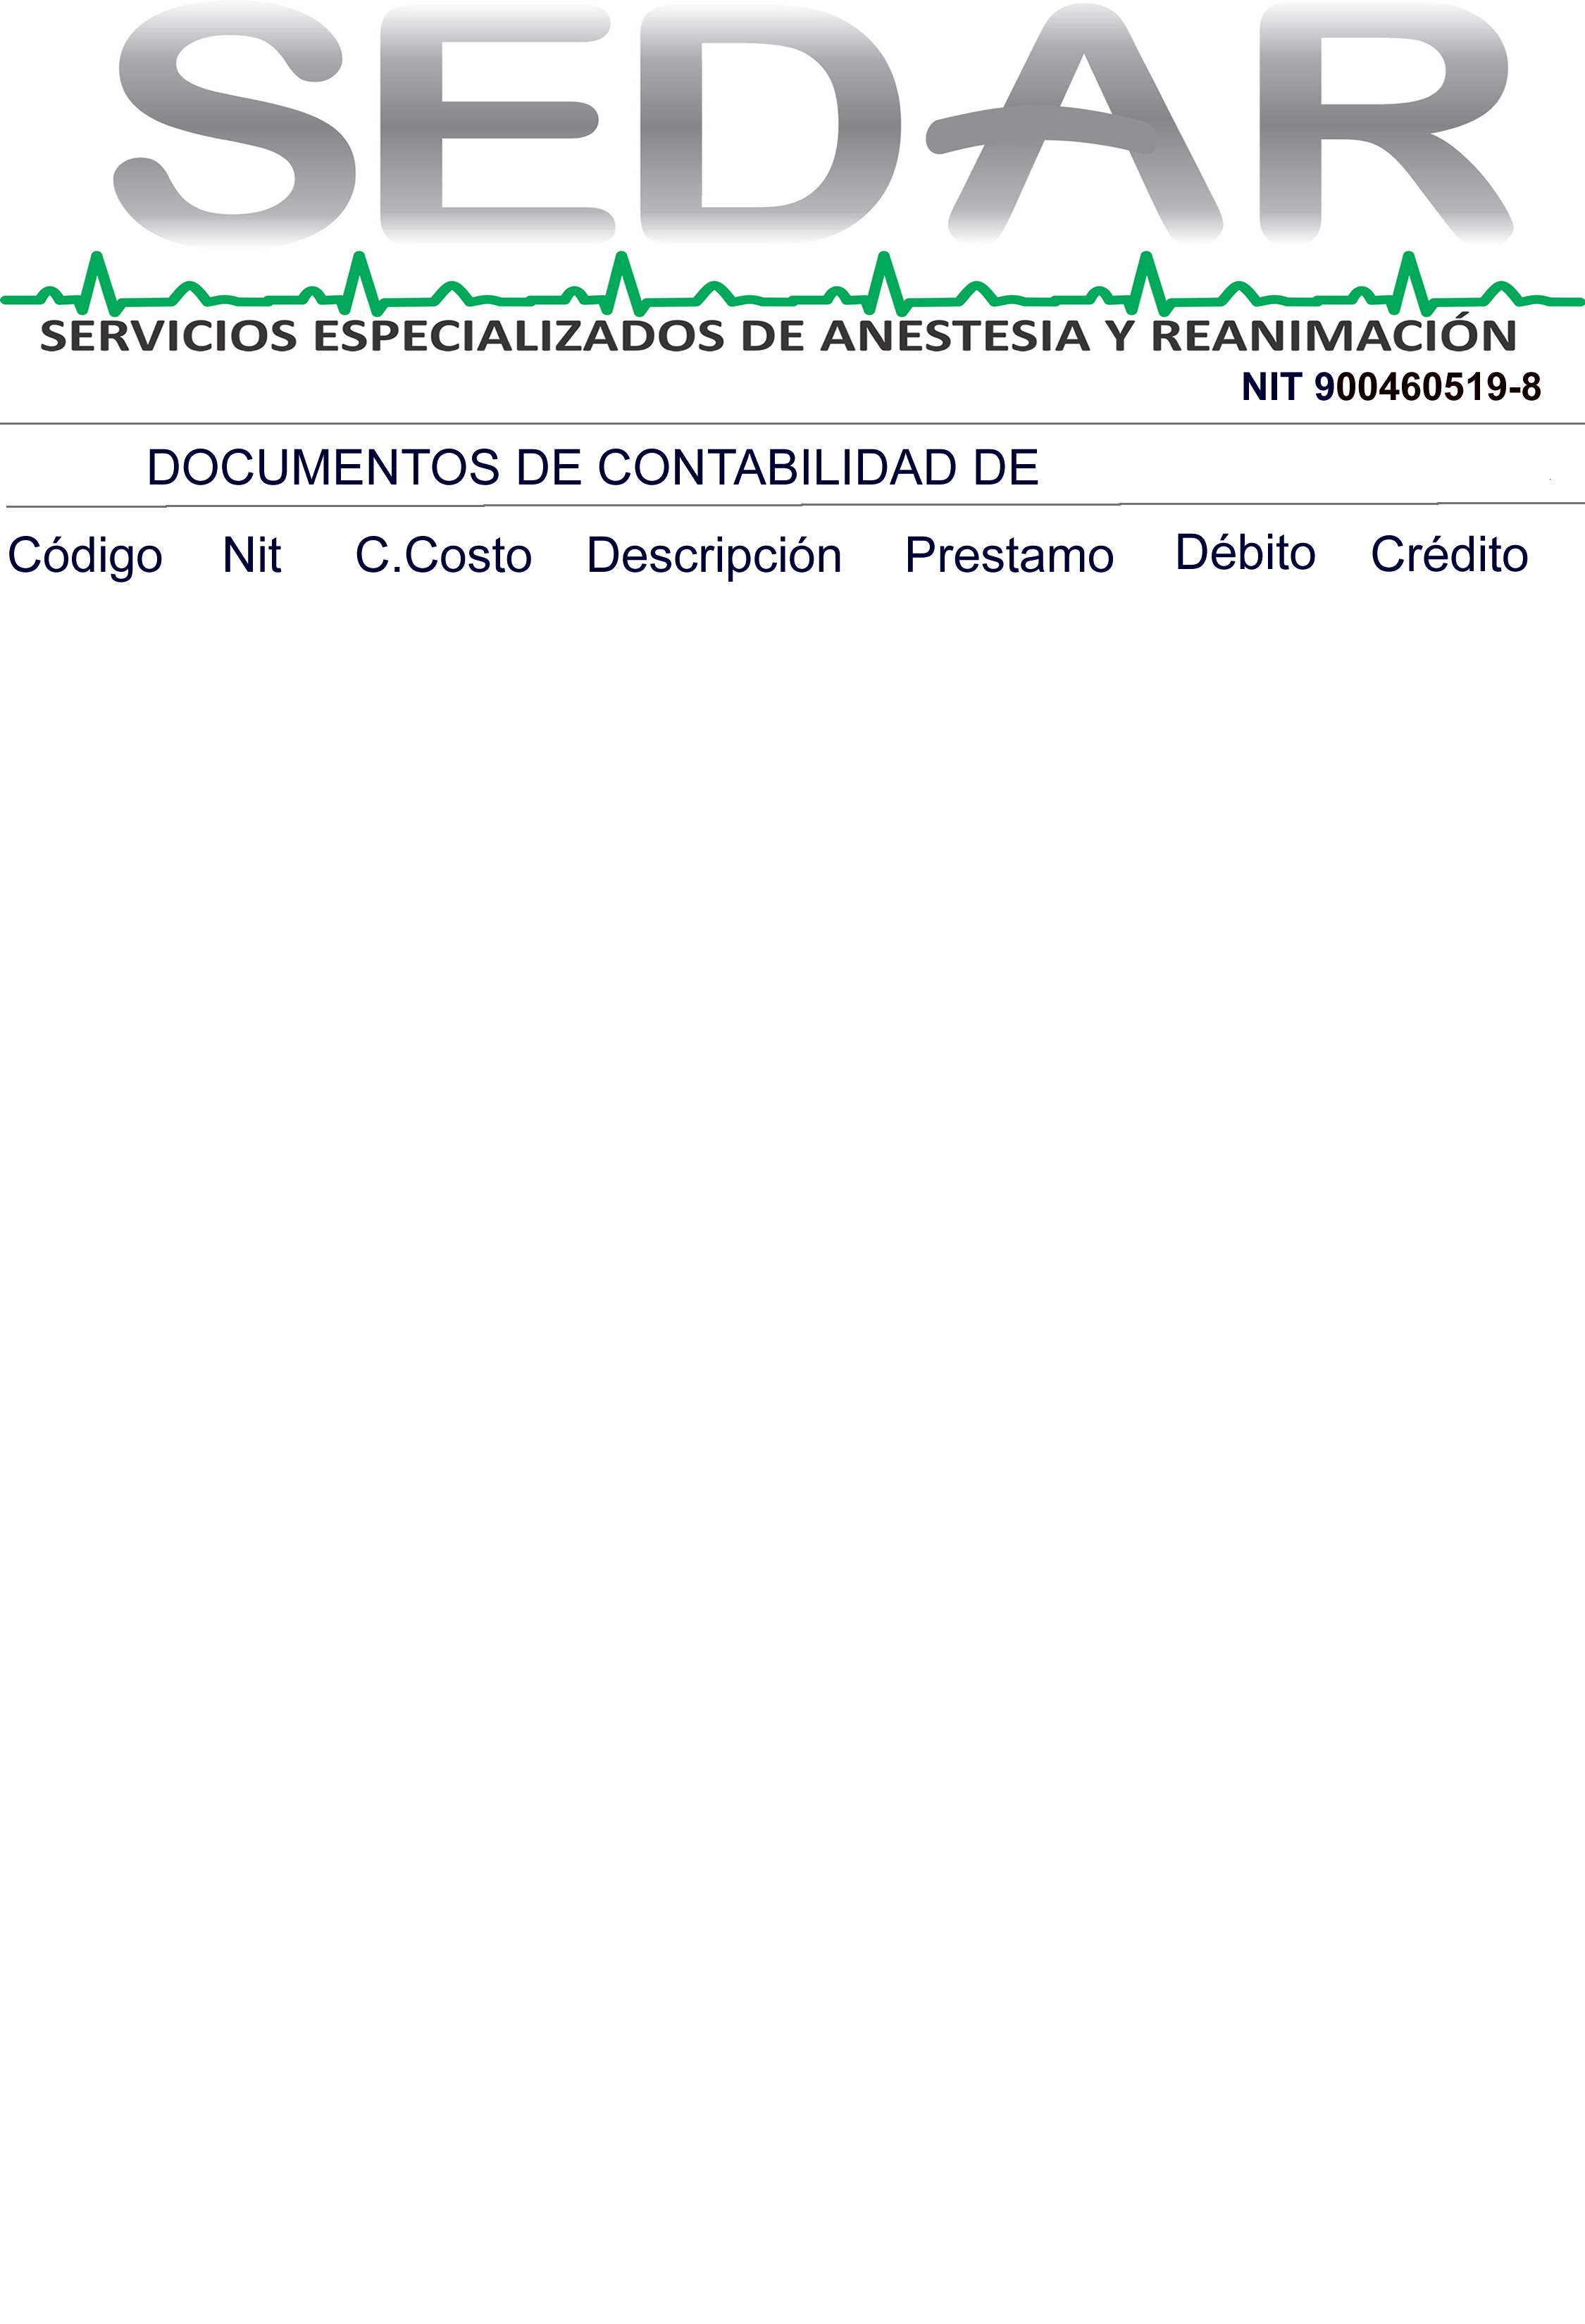 SEDAR
SERVICIOS ESPECIALIZADOS DE ANESTESIA Y REANIMACIÓN
NIT 900460519-8
DOCUMENTOS DE CONTABILIDAD DE
Código Nit C.Costo Descripción Prestamo Débito Crédito